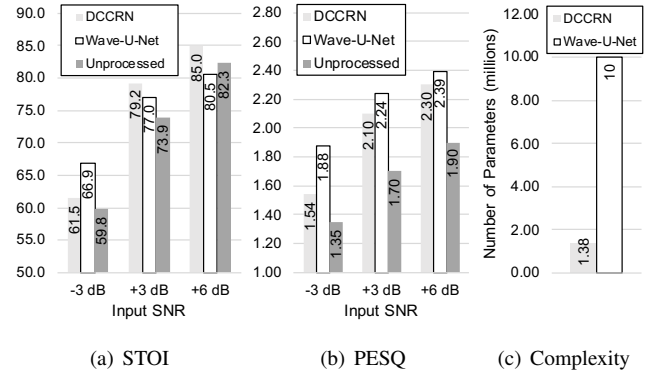 90.0
85.0
80.0
75.0
70.0
65.0
60.0
55.0
50.0
DCCRN
Wave-U-Net
Unprocessed
61.5
66.9
59.8
79.2
77.0
73.9
85.0
80.5
82.3
-3 dB +3 dB +6 dB
Input SNR
(a) STOI
2.80
2.60
2.40
2.20
2.00
1.80
1.60
1.40
1.20
1.00
DCCRN
Wave-U-Net
Unprocessed
1.54
1.88
1.35
2.10
2.24
1.70
2.30
2.39
1.90
-3 dB +3 dB +6 dB
Input SNR
(b) PESQ
Number of Parameters (millions)
12.00
10.00
8.00
6.00
4.00
2.00
0.00
DCCRN
Wave-U-Net
1.38
10
(c) Complexity